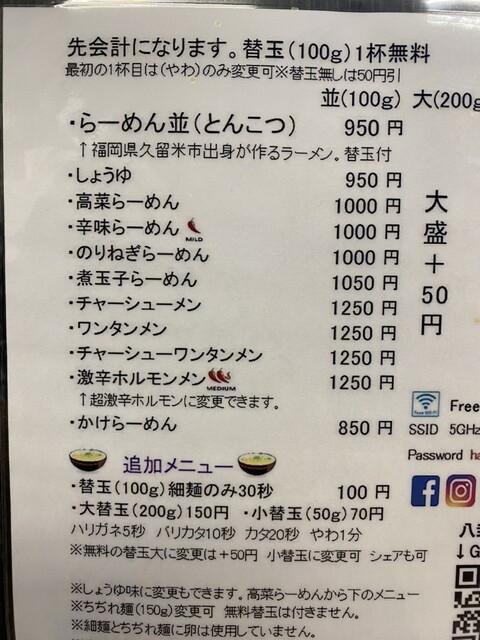 先会計になります。替玉(100g)1杯無料
最初の1杯目は(やわ)のみ変更可※替玉無しは50円引
並(100g) 大(200g
・らーめん並(とんこつ) 950 円
↑福岡県久留米市出身が作るラーメン。替玉付
・しょうゆ 950 円
・高菜らーめん 1000 円
・辛味らーめん MILD 1000 円
・のりねぎらーめん 1000 円
・煮玉子らーめん 1050 円
・チャーシューメン 1250 円
・ワンタンメン 1250 円
・チャーシューワンタンメン 1250 円
・激辛ホルモンメン MEDIUM 1250 円
↑超激辛ホルモンに変更できます。
・かけらーめん 850 円
大盛+50円
Free
SSID 5GHz
Password ha
追加メニュー
・替玉(100g)細麺のみ30秒 100 円
・大替玉(200g)150円 ・小替玉(50g)70円
ハリガネ5秒 バリカタ10秒 カタ20秒 やわ1分
※無料の替玉大に変更は+50円 小替玉に変更可 シェアも可
↓G
※しょうゆ味に変更もできます。高菜らーめんから下のメニュー
※ちぢれ麺(150g)変更可 無料替玉は付きません。
※細麺とちぢれ麺に卵は使用していません。